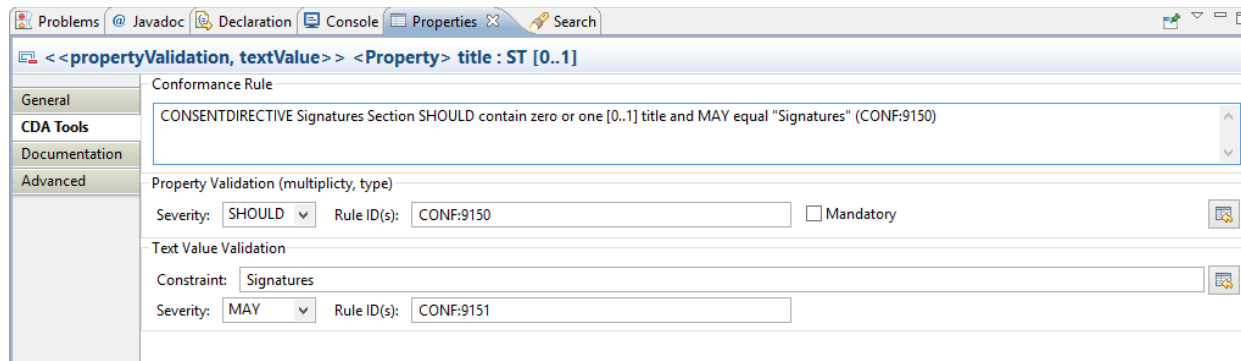 Problems @ Javadoc Declaration Console Properties Search
<<propertyValidation, textValue>> <Property> title : ST [0..1]
General
CDA Tools
Documentation
Advanced
Conformance Rule
CONSENTDIRECTIVE Signatures Section SHOULD contain zero or one [0..1] title and MAY equal "Signatures" (CONF:9150)
Property Validation (multiplicty, type)
Severity: SHOULD Rule ID(s): CONF:9150 Mandatory
Text Value Validation
Constraint: Signatures
Severity: MAY Rule ID(s): CONF:9151